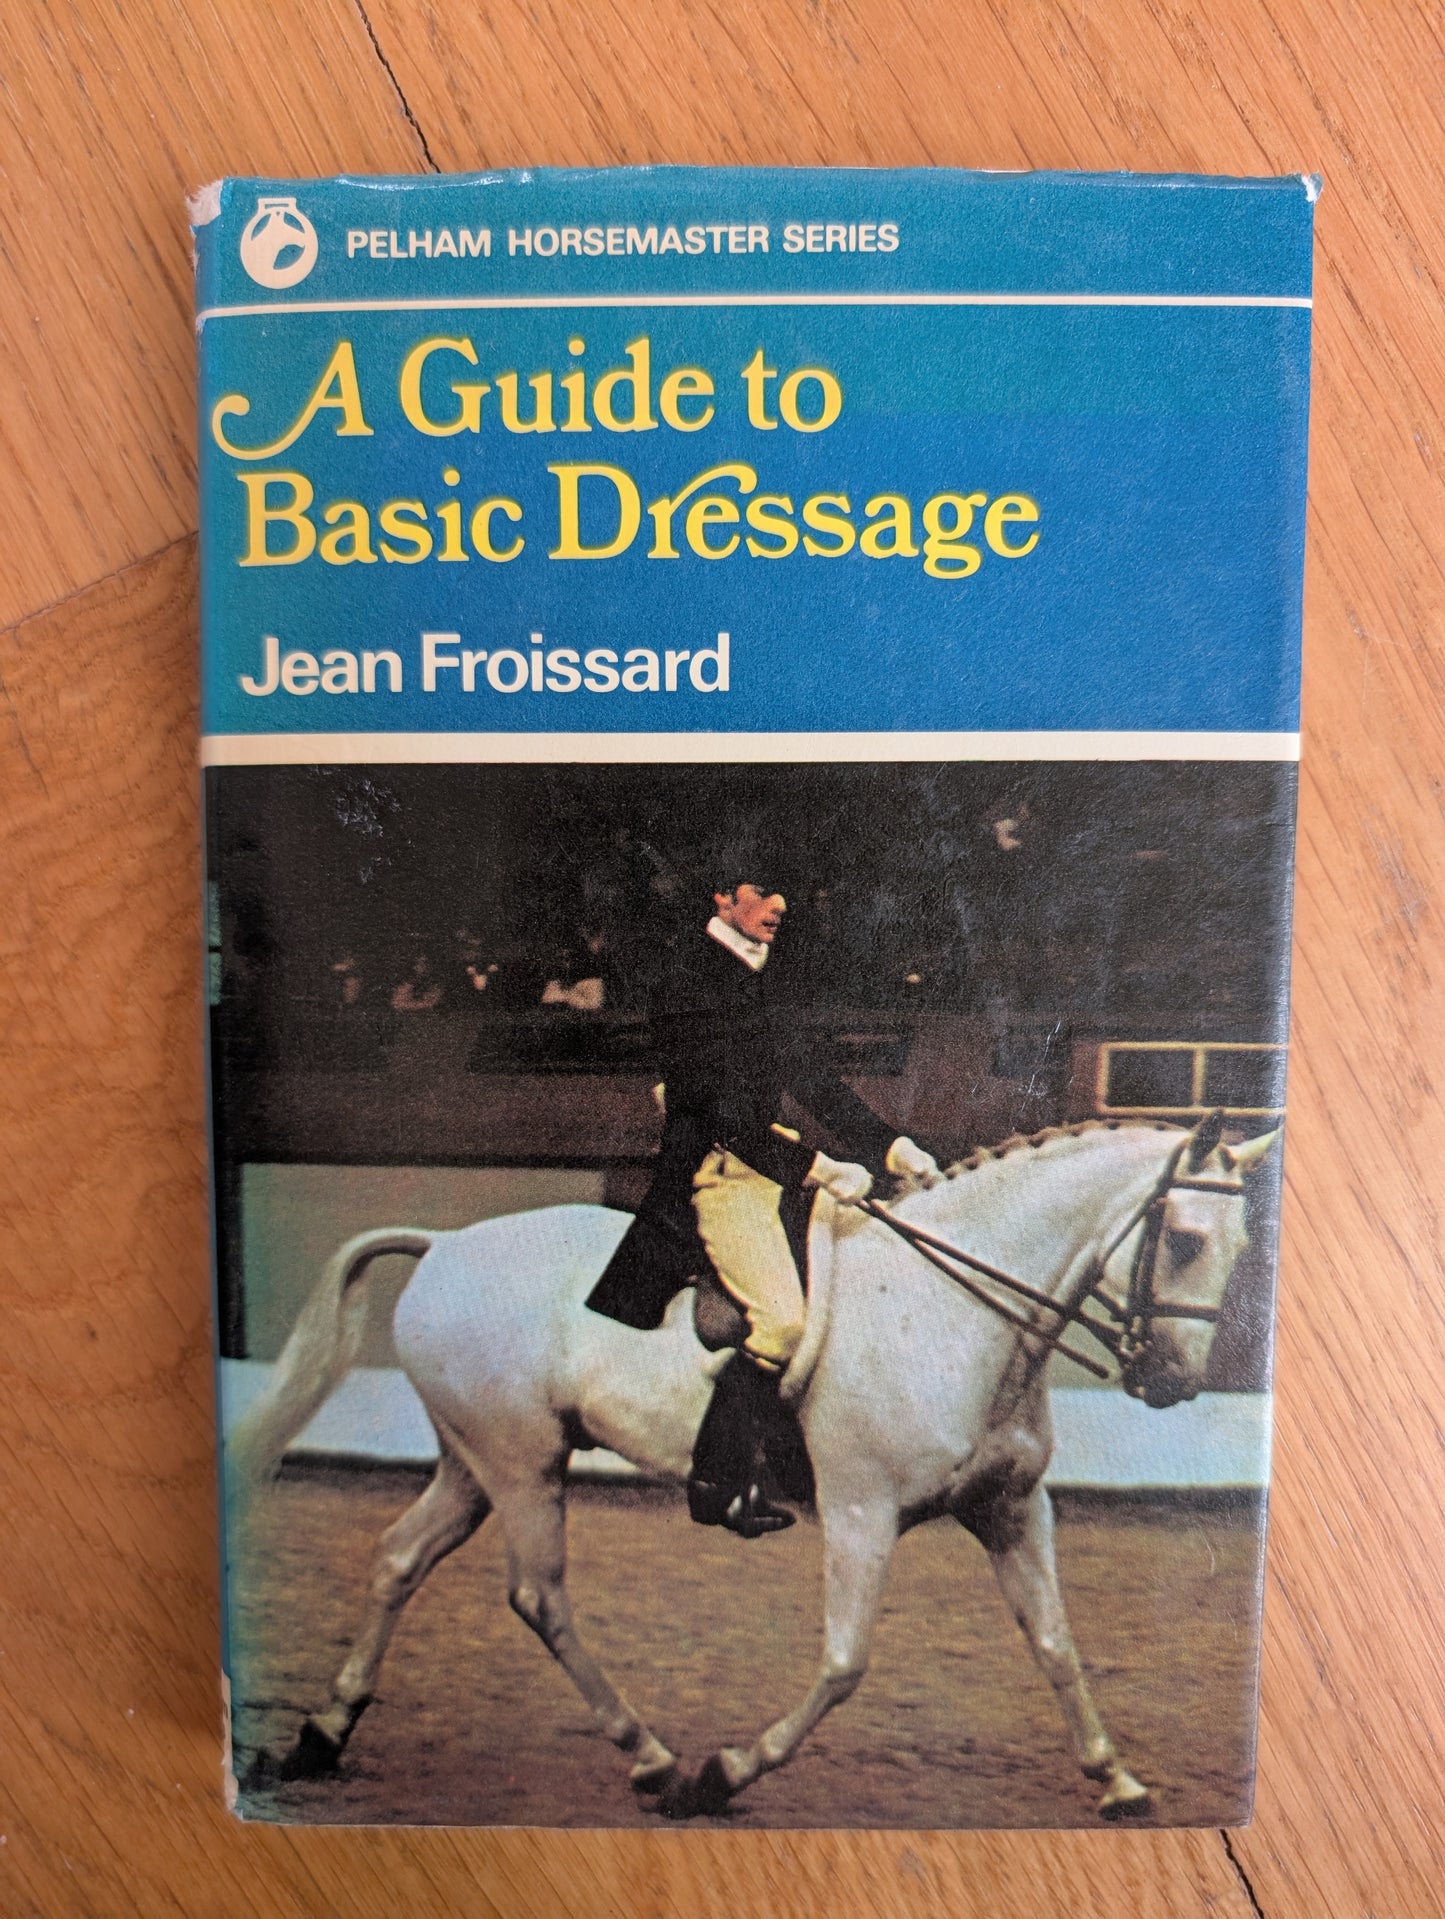 PELHAM HORSEMASTER SERIES
A Guide to
Basic Dressage
Jean Froissard